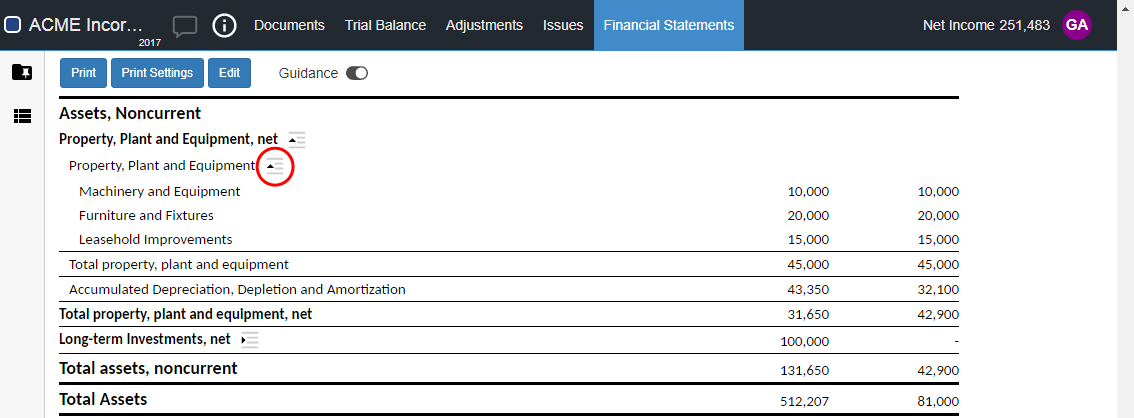 ACME Incor... 2017 Documents Trial Balance Adjustments Issues Financial Statements Net Income 251,483 GA
Print Print Settings Edit Guidance
Assets, Noncurrent
Property, Plant and Equipment, net
Property, Plant and Equipment
Machinery and Equipment 10,000 10,000
Furniture and Fixtures 20,000 20,000
Leasehold Improvements 15,000 15,000
Total property, plant and equipment 45,000 45,000
Accumulated Depreciation, Depletion and Amortization 43,350 32,100
Total property, plant and equipment, net 31,650 42,900
Long-term Investments, net 100,000 -
Total assets, noncurrent 131,650 42,900
Total Assets 512,207 81,000